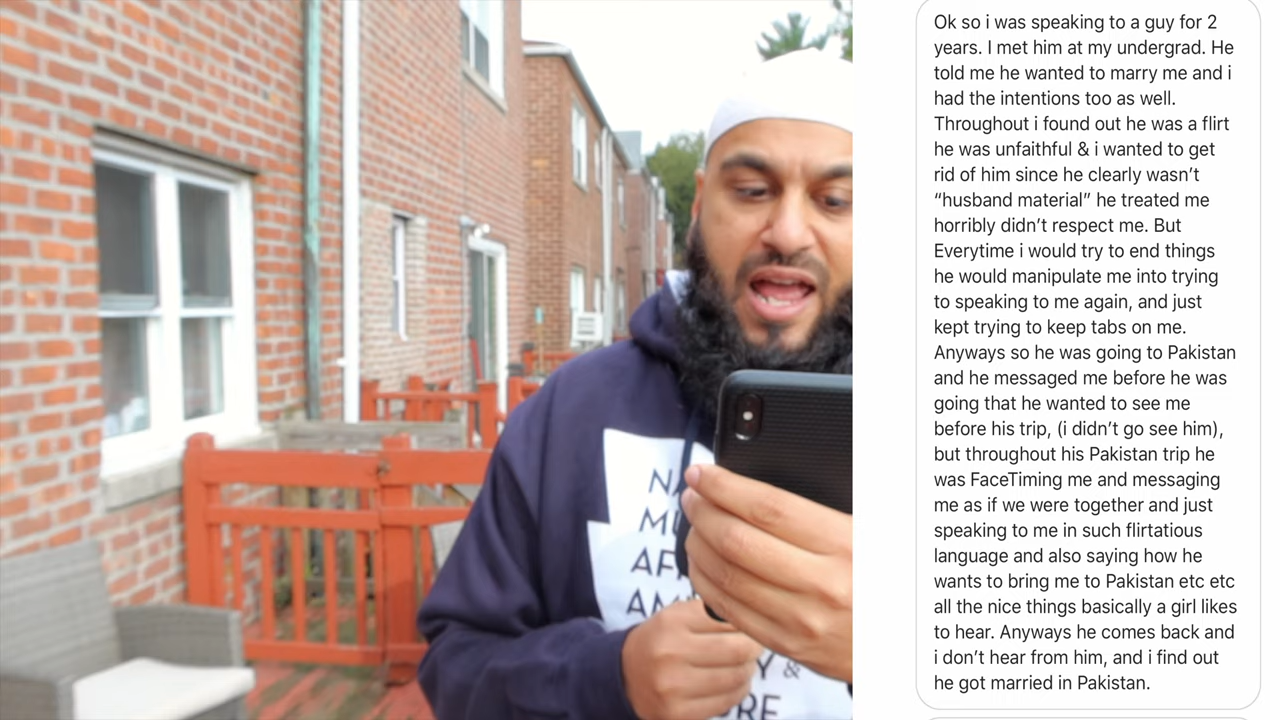 Ok so i was speaking to a guy for 2
years. I met him at my undergrad. He
told me he wanted to marry me and i
had the intentions too as well.
Throughout i found out he was a flirt
he was unfaithful & i wanted to get
rid of him since he clearly wasn’t
“husband material” he treated me
horribly didn’t respect me. But
Everytime i would try to end things
he would manipulate me into trying
to speaking to me again, and just
kept trying to keep tabs on me.
Anyways so he was going to Pakistan
and he messaged me before he was
going that he wanted to see me
before his trip, (i didn’t go see him),
but throughout his Pakistan trip he
was FaceTiming me and messaging
me as if we were together and just
speaking to me in such flirtatious
language and also saying how he
wants to bring me to Pakistan etc etc
all the nice things basically a girl likes
to hear. Anyways he comes back and
i don’t hear from him, and i find out
he got married in Pakistan.